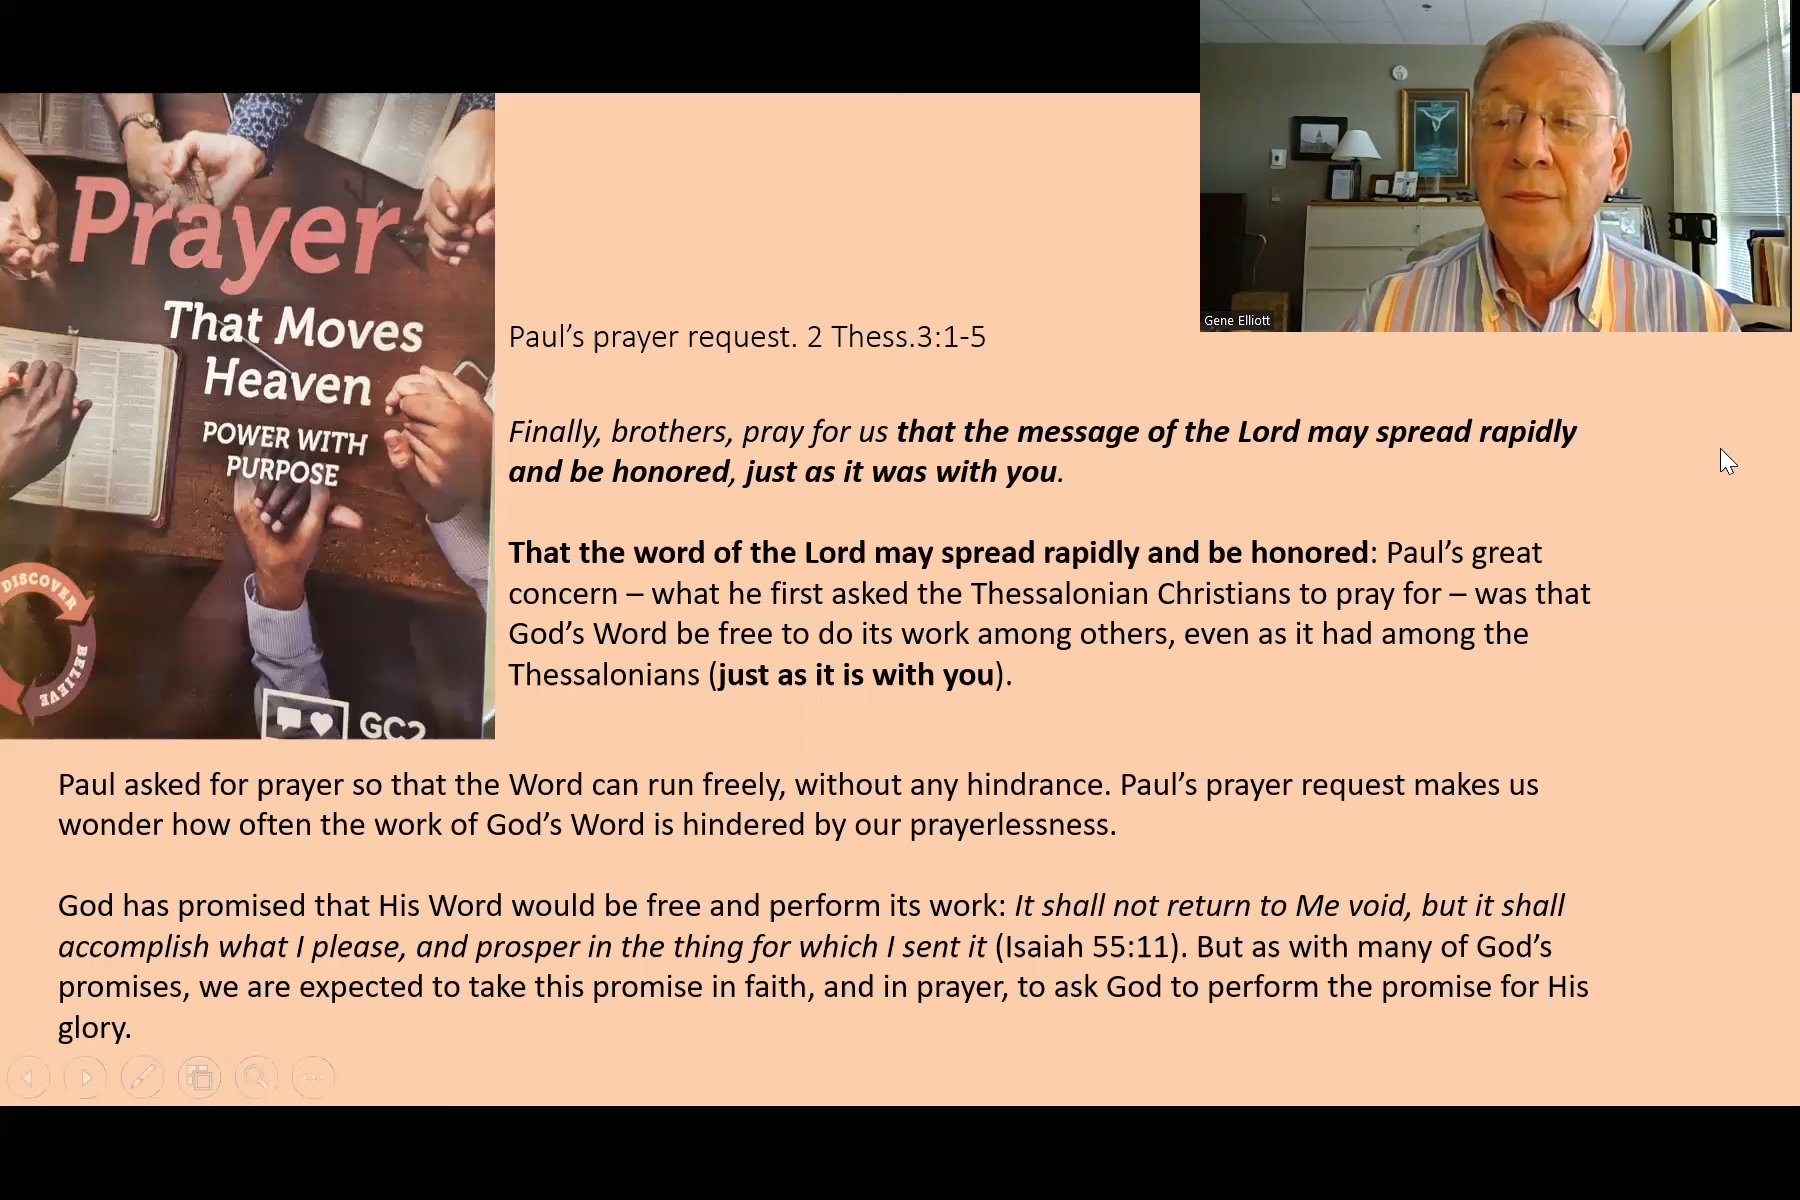 Prayer
That Moves
Heaven
POWER WITH
PURPOSE
DISCOVER
BELIEVE
Gene Elliott
Paul’s prayer request. 2 Thess.3:1-5
Finally, brothers, pray for us that the message of the Lord may spread rapidly
and be honored, just as it was with you.
That the word of the Lord may spread rapidly and be honored: Paul’s great
concern – what he first asked the Thessalonian Christians to pray for – was that
God’s Word be free to do its work among others, even as it had among the
Thessalonians (just as it is with you).
Paul asked for prayer so that the Word can run freely, without any hindrance. Paul’s prayer request makes us
wonder how often the work of God’s Word is hindered by our prayerlessness.
God has promised that His Word would be free and perform its work: It shall not return to Me void, but it shall
accomplish what I please, and prosper in the thing for which I sent it (Isaiah 55:11). But as with many of God’s
promises, we are expected to take this promise in faith, and in prayer, to ask God to perform the promise for His
glory.